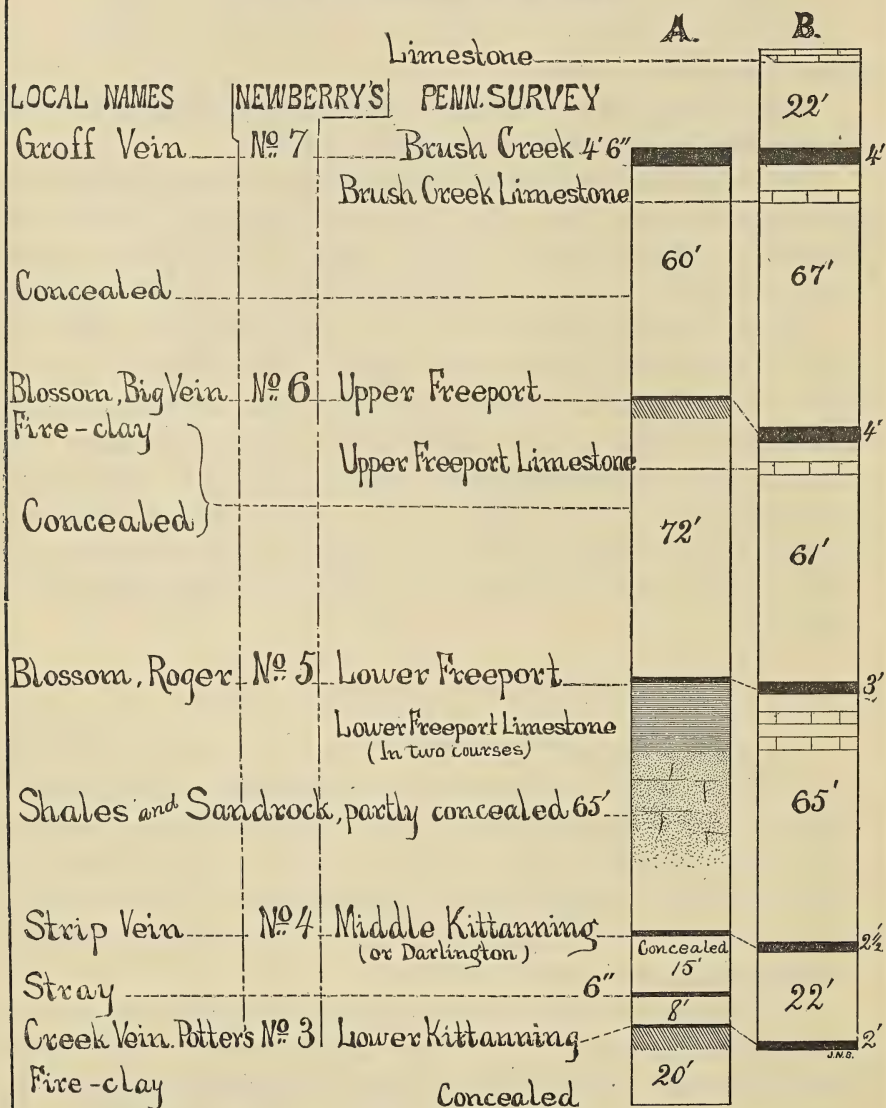 A. B.
Limestone
LOCAL NAMES NEWBERRY'S PENN. SURVEY
22'
Groff Vein Nº 7 Brush Creek 4' 6" 4'
Brush Creek Limestone
60' 67'
Concealed
Blossom, Big Vein Nº 6 Upper Freeport 4'
Fire-clay
Upper Freeport Limestone
Concealed
72' 61'
Blossom, Roger Nº 5 Lower Freeport 3'
Lower Freeport Limestone
(In two courses)
Shales and Sandrock, partly concealed 65' 65'
Strip Vein Nº 4 Middle Kittanning 2½'
(or Darlington) Concealed
15'
Stray 6" 22'
8'
Creek Vein. Potter's Nº 3 Lower Kittanning 2'
J.N.B.
Fire-clay 20'
Concealed